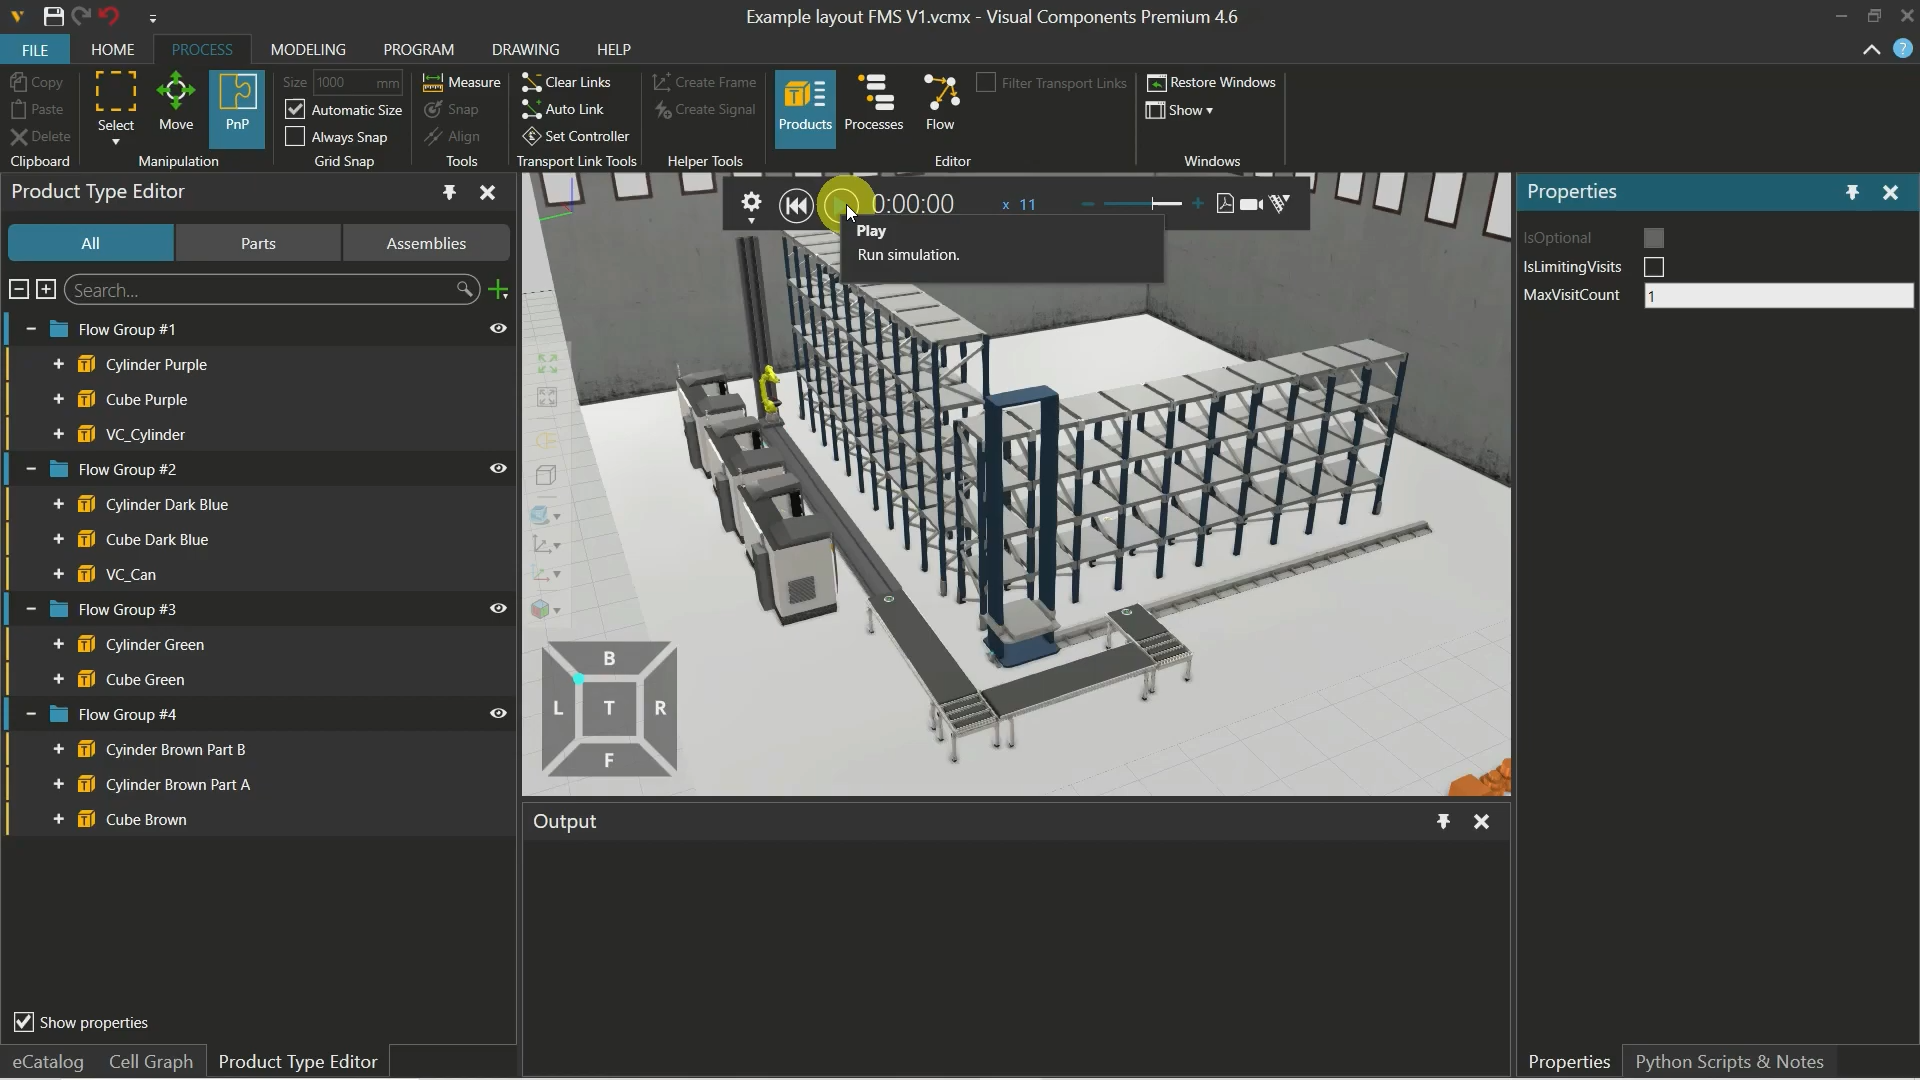 Example layout FMS V1.vcmx - Visual Components Premium 4.6
FILE HOME PROCESS MODELING PROGRAM DRAWING HELP
Copy
Paste
Delete
Clipboard
Select
Move
PnP
Manipulation
Size 1000 mm
Automatic Size
Always Snap
Grid Snap
Measure
Snap
Align
Tools
Clear Links
Auto Link
Set Controller
Transport Link Tools
Create Frame
Create Signal
Helper Tools
Products
Processes
Flow
Filter Transport Links
Editor
Restore Windows
Show
Windows
Product Type Editor
All Parts Assemblies
Search...
Flow Group #1
Cylinder Purple
Cube Purple
VC_Cylinder
Flow Group #2
Cylinder Dark Blue
Cube Dark Blue
VC_Can
Flow Group #3
Cylinder Green
Cube Green
Flow Group #4
Cyinder Brown Part B
Cylinder Brown Part A
Cube Brown
Show properties
eCatalog Cell Graph Product Type Editor
0:00:00 x 11
Play
Run simulation.
B
L T R
F
Output
Properties
IsOptional
IsLimitingVisits
MaxVisitCount 1
Properties Python Scripts & Notes